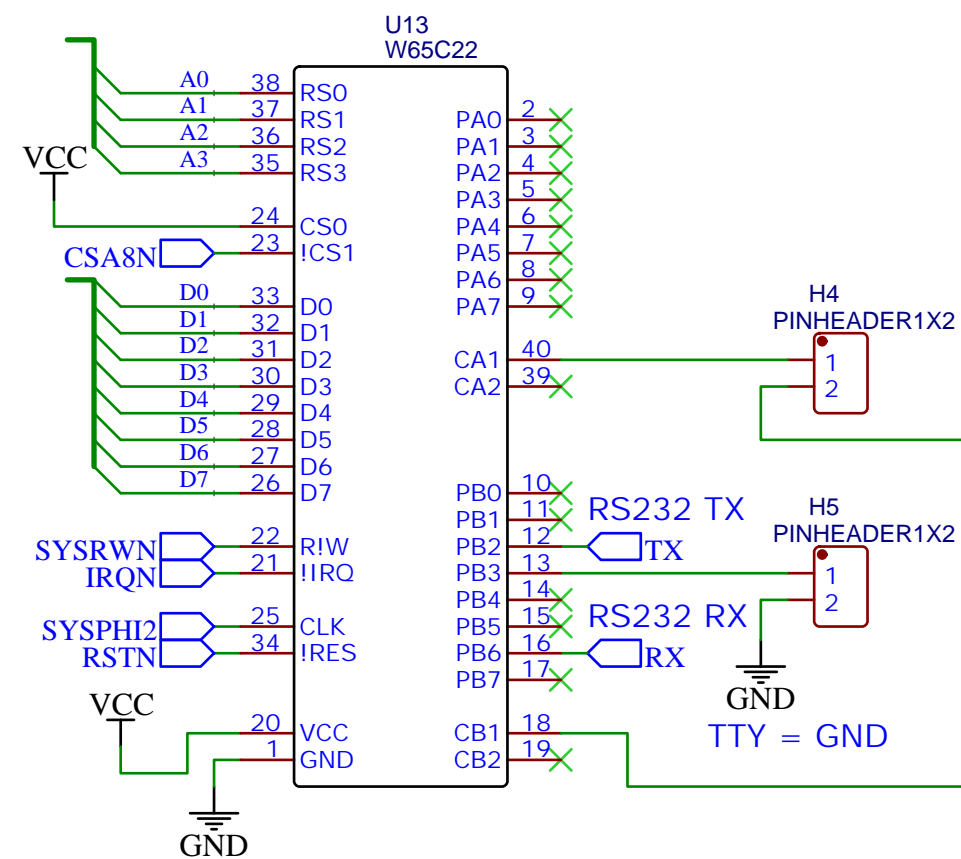 U13
W65C22
A0 38 RS0
A1 37 RS1
A2 36 RS2
A3 35 RS3
VCC
24 CS0
CSA8N 23 !CS1
D0 33 D0
D1 32 D1
D2 31 D2
D3 30 D3
D4 29 D4
D5 28 D5
D6 27 D6
D7 26 D7
SYSRWN 22 R!W
IRQN 21 !IRQ
SYSPHI2 25 CLK
RSTN 34 !RES
VCC
20 VCC
1 GND
GND
PA0 2
PA1 3
PA2 4
PA3 5
PA4 6
PA5 7
PA6 8
PA7 9
CA1 40
CA2 39
PB0 10
PB1 11
PB2 12 TX
PB3 13
PB4 14
PB5 15
PB6 16 RX
PB7 17
CB1 18
CB2 19
RS232 TX
RS232 RX
H4
PINHEADER1X2
1
2
H5
PINHEADER1X2
1
2
GND
TTY = GND